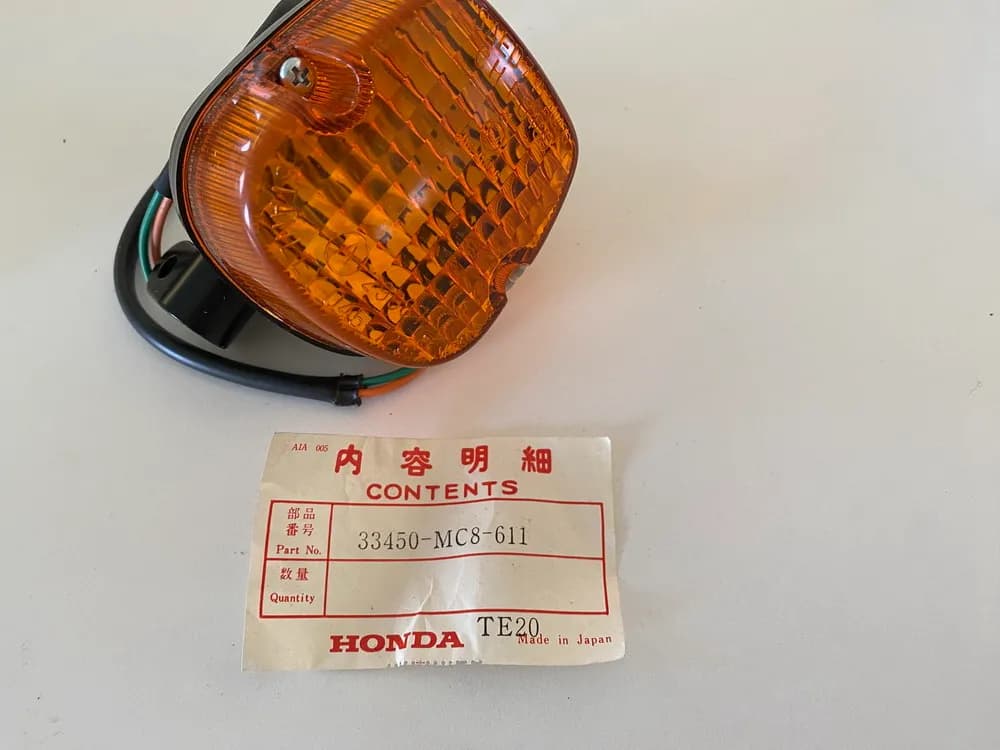 AIA 005
内容明細
CONTENTS
部品
番号
Part No.
33450-MC8-611
数量
Quantity
TE20
HONDA
Made in Japan